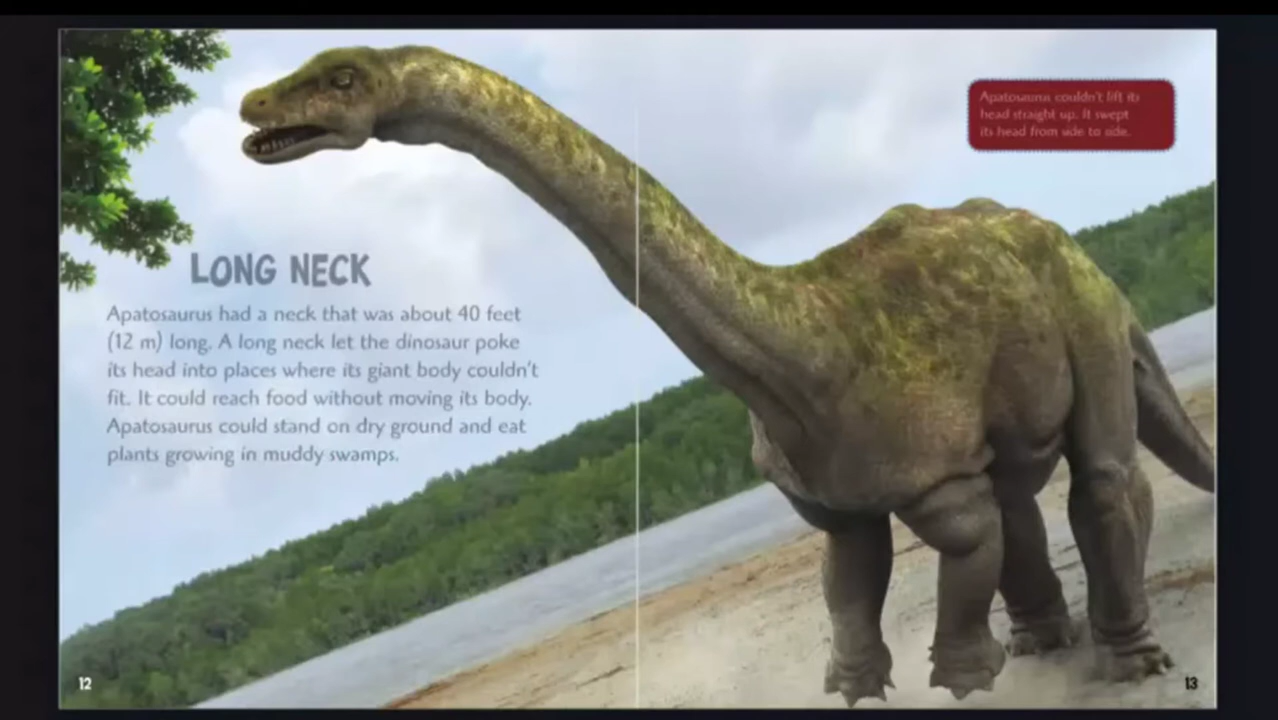 LONG NECK
Apatosaurus had a neck that was about 40 feet
(12 m) long. A long neck let the dinosaur poke
its head into places where its giant body couldn't
fit. It could reach food without moving its body.
Apatosaurus could stand on dry ground and eat
plants growing in muddy swamps.
12
Apatosaurus couldn't lift its
head straight up. It swept
its head from side to side.
13